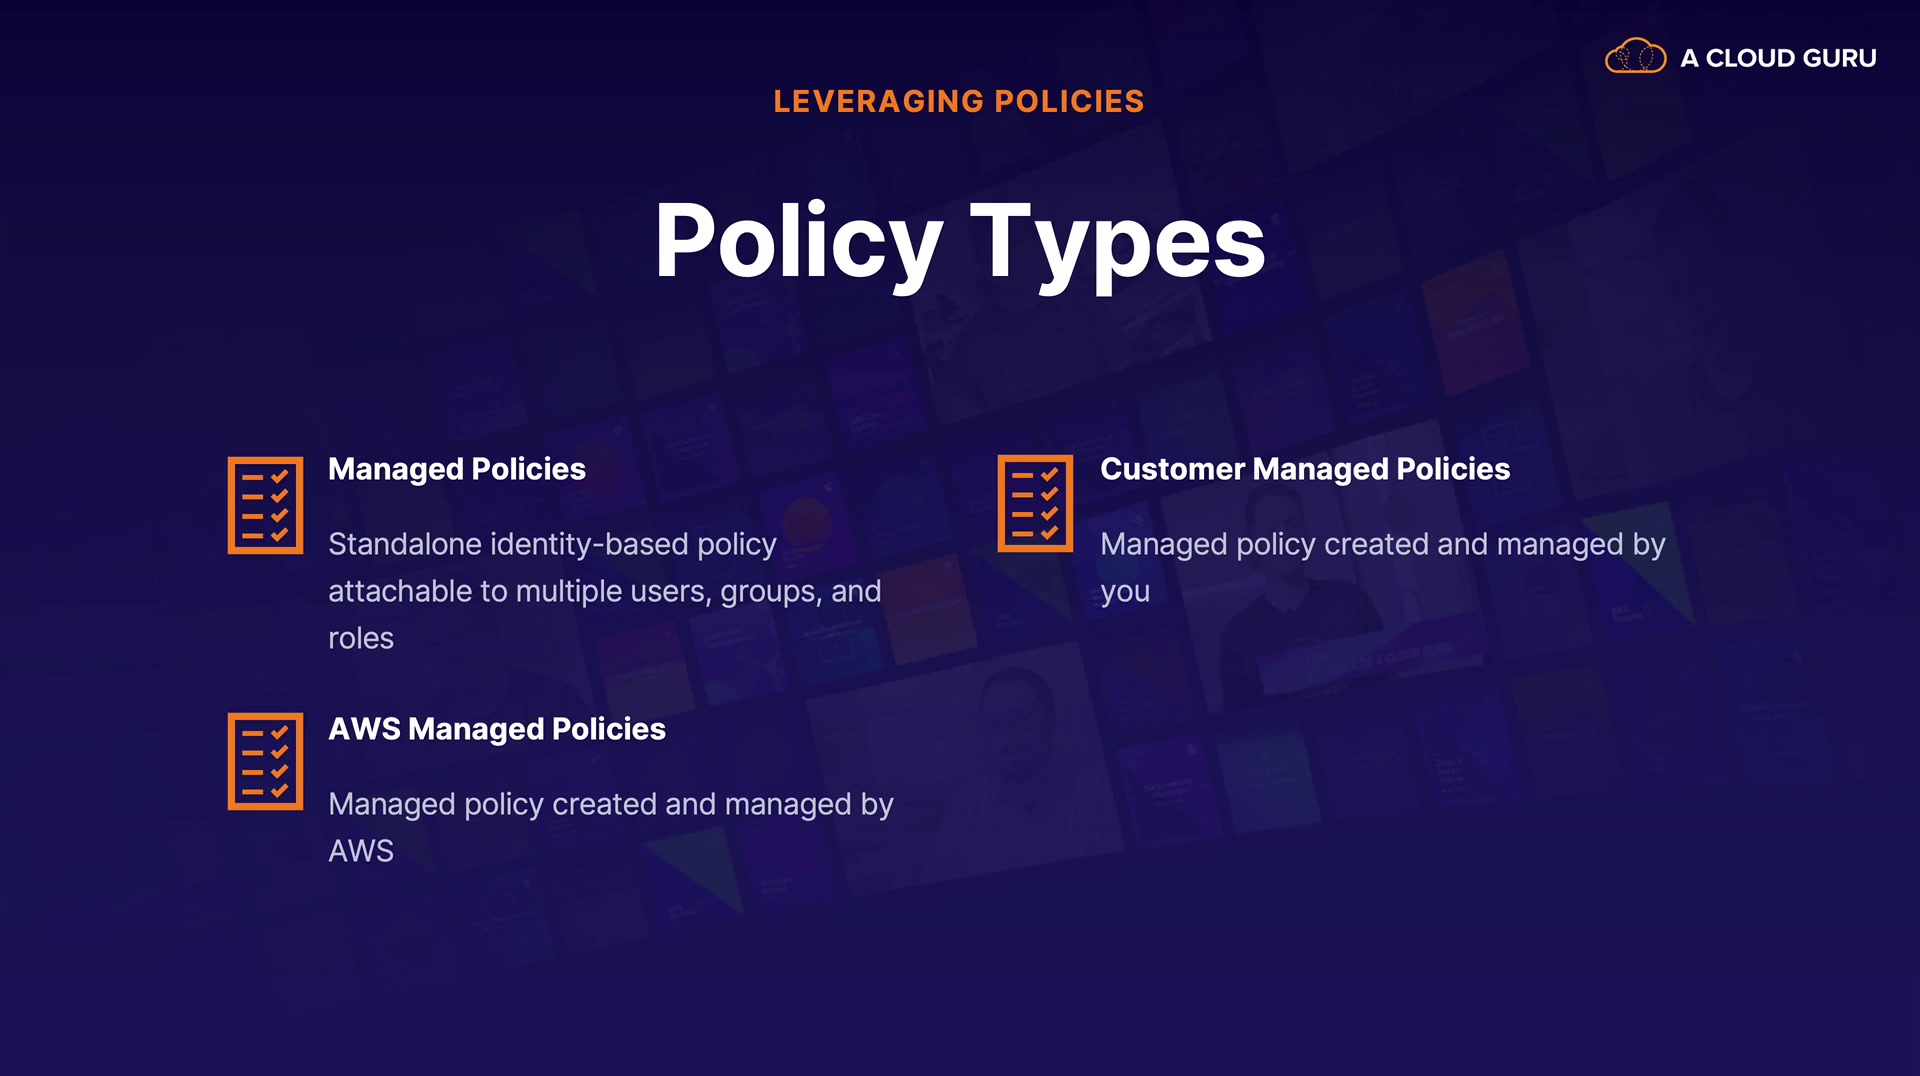 A CLOUD GURU
LEVERAGING POLICIES
Policy Types
Managed Policies
Standalone identity-based policy
attachable to multiple users, groups, and
roles
AWS Managed Policies
Managed policy created and managed by
AWS
Customer Managed Policies
Managed policy created and managed by
you